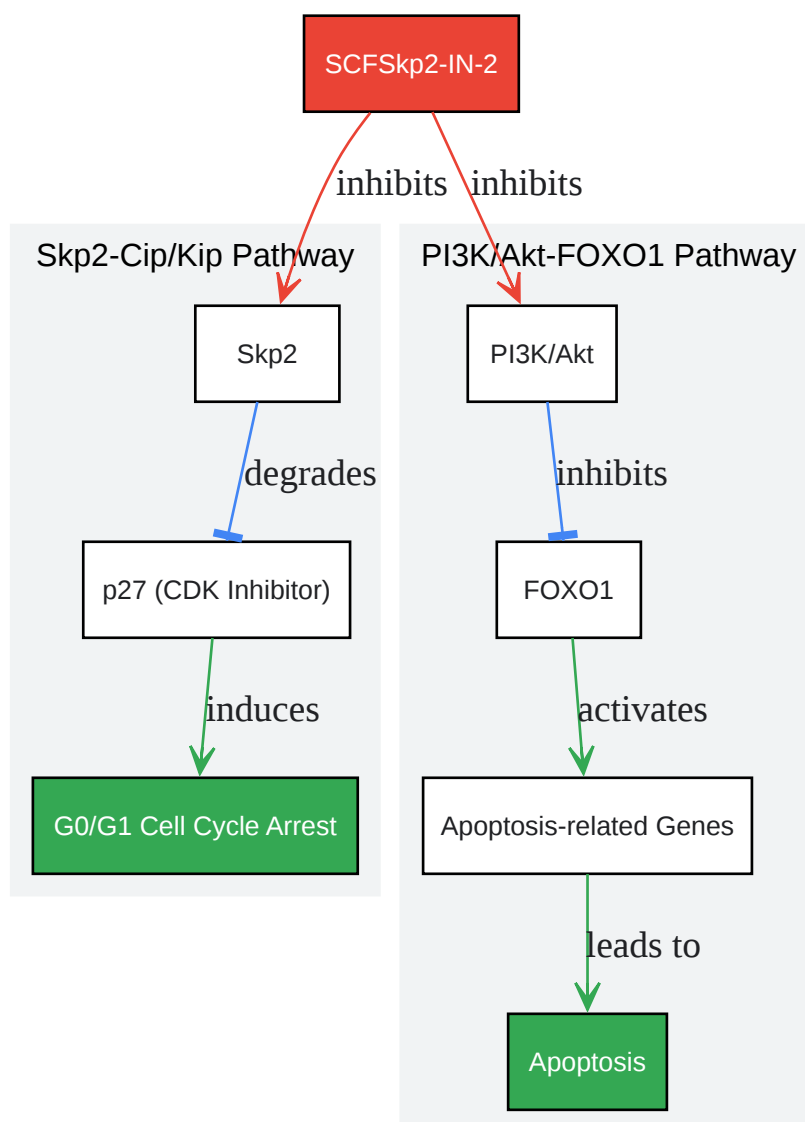 SCFSkp2-IN-2
inhibits inhibits
Skp2-Cip/Kip Pathway
PI3K/Akt-FOXO1 Pathway
Skp2
PI3K/Akt
degrades
inhibits
p27 (CDK Inhibitor)
FOXO1
induces
activates
G0/G1 Cell Cycle Arrest
Apoptosis-related Genes
leads to
Apoptosis